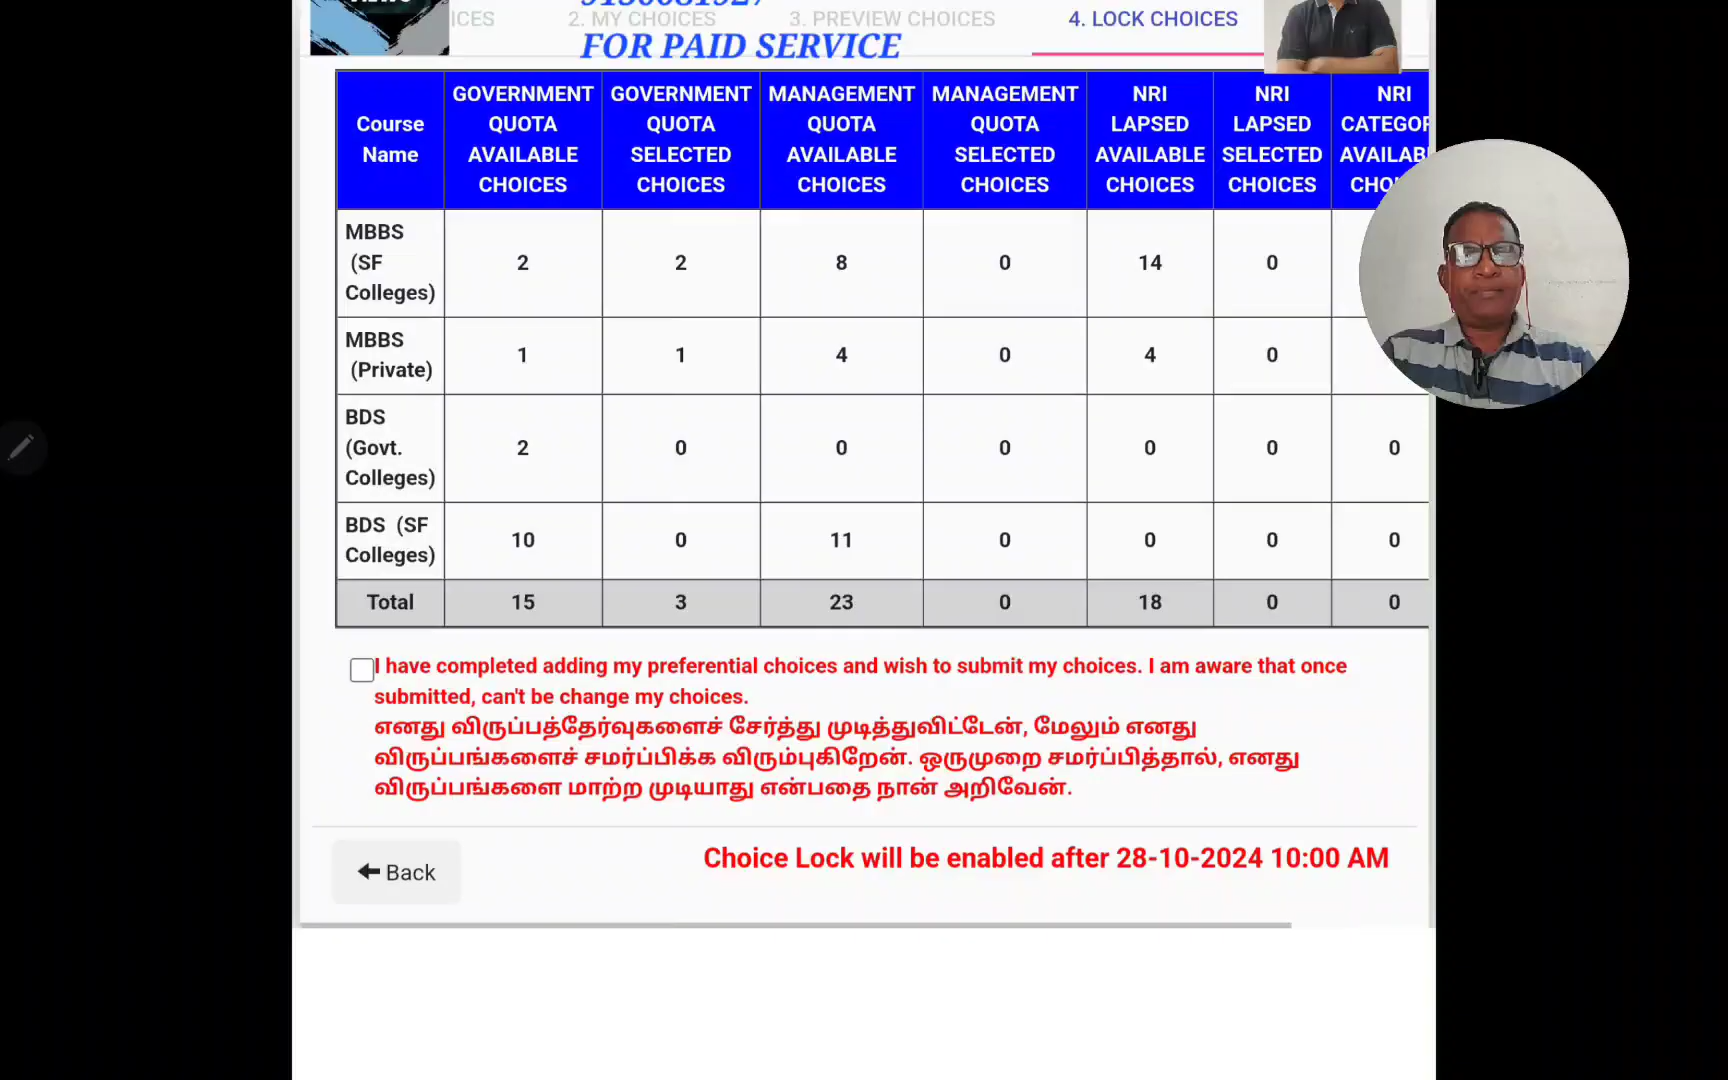 2. MY CHOICES
3. PREVIEW CHOICES
4. LOCK CHOICES
FOR PAID SERVICE
Course Name
GOVERNMENT QUOTA AVAILABLE CHOICES
GOVERNMENT QUOTA SELECTED CHOICES
MANAGEMENT QUOTA AVAILABLE CHOICES
MANAGEMENT QUOTA SELECTED CHOICES
NRI LAPSED AVAILABLE CHOICES
NRI LAPSED SELECTED CHOICES
NRI
MBBS (SF Colleges) 2 2 8 0 14 0
MBBS (Private) 1 1 4 0 4 0
BDS (Govt. Colleges) 2 0 0 0 0 0 0
BDS (SF Colleges) 10 0 11 0 0 0 0
Total 15 3 23 0 18 0 0
I have completed adding my preferential choices and wish to submit my choices. I am aware that once
submitted, can't be change my choices.
எனது விருப்பத்தேர்வுகளைச் சேர்த்து முடித்துவிட்டேன், மேலும் எனது
விருப்பங்களைச் சமர்ப்பிக்க விரும்புகிறேன். ஒருமுறை சமர்ப்பித்தால், எனது
விருப்பங்களை மாற்ற முடியாது என்பதை நான் அறிவேன்.
Back
Choice Lock will be enabled after 28-10-2024 10:00 AM